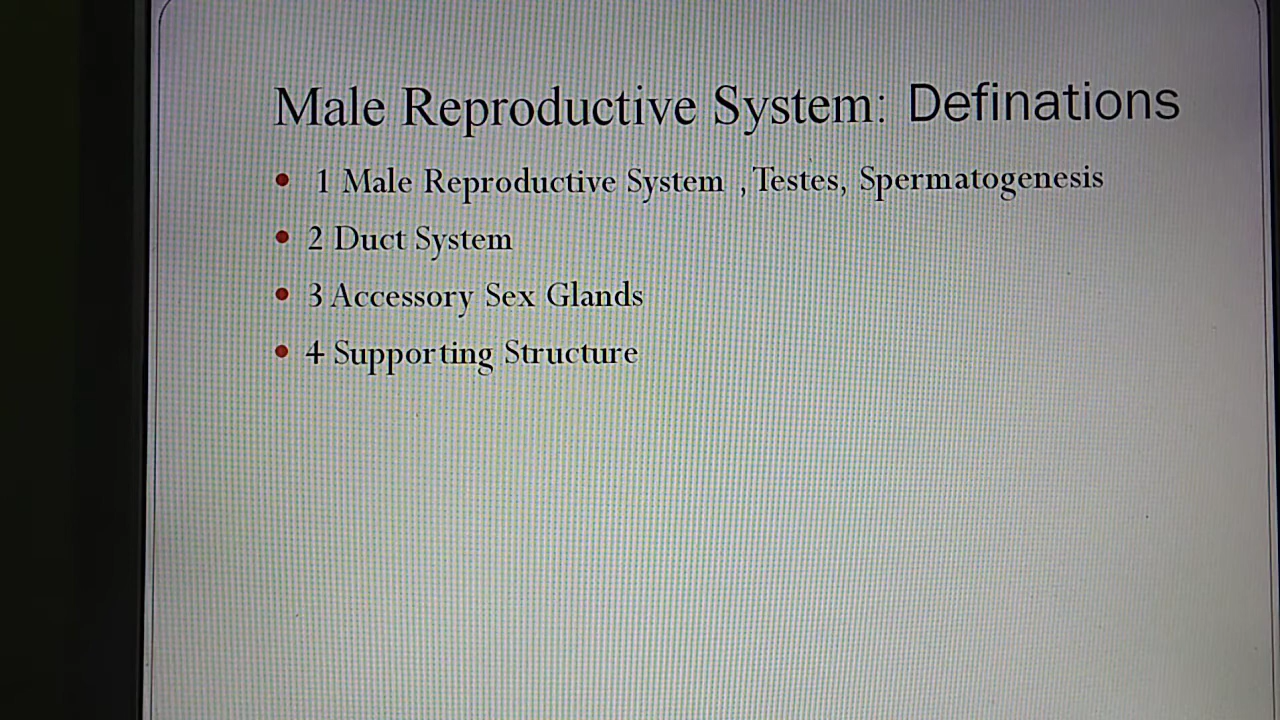 Male Reproductive System: Definations
• 1 Male Reproductive System , Testes, Spermatogenesis
• 2 Duct System
• 3 Accessory Sex Glands
• 4 Supporting Structure